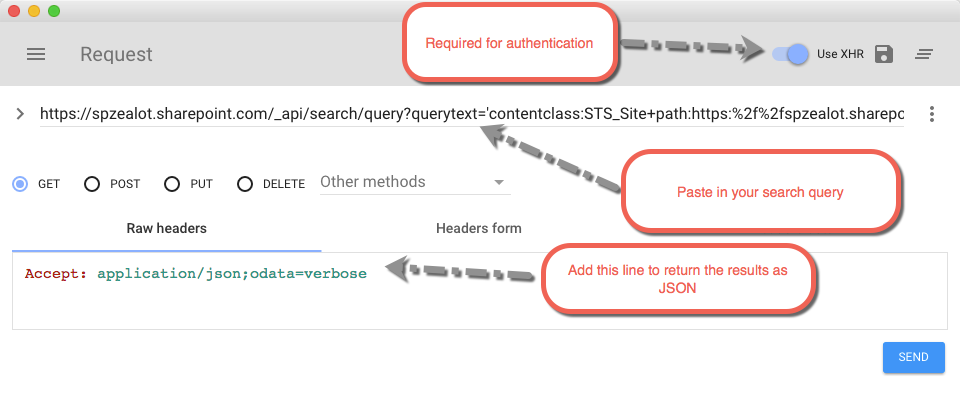 Required for authentication
Request
Use XHR
https://spzealot.sharepoint.com/_api/search/query?querytext='contentclass:STS_Site+path:https:%2f%2fspzealot.sharepo
GET
POST
PUT
DELETE
Other methods
Paste in your search query
Raw headers
Headers form
Accept: application/json;odata=verbose
Add this line to return the results as
JSON
SEND